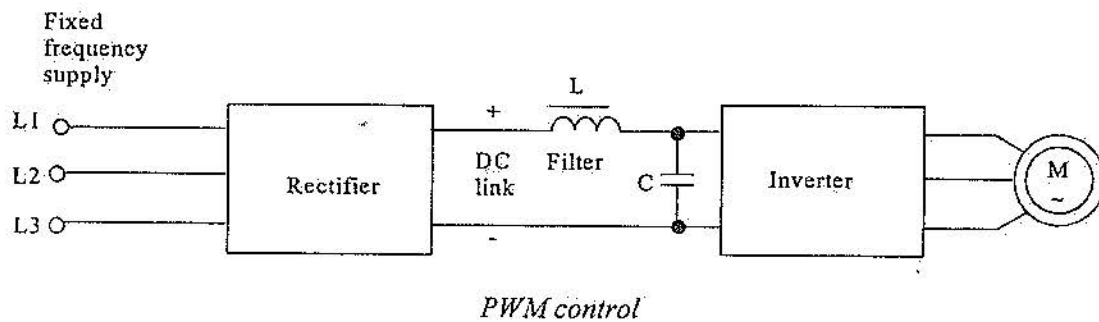 Fixed
frequency
supply
L1
L2
L3
Rectifier
+
DC
link
-
L
Filter
C
Inverter
M
~
PWM control